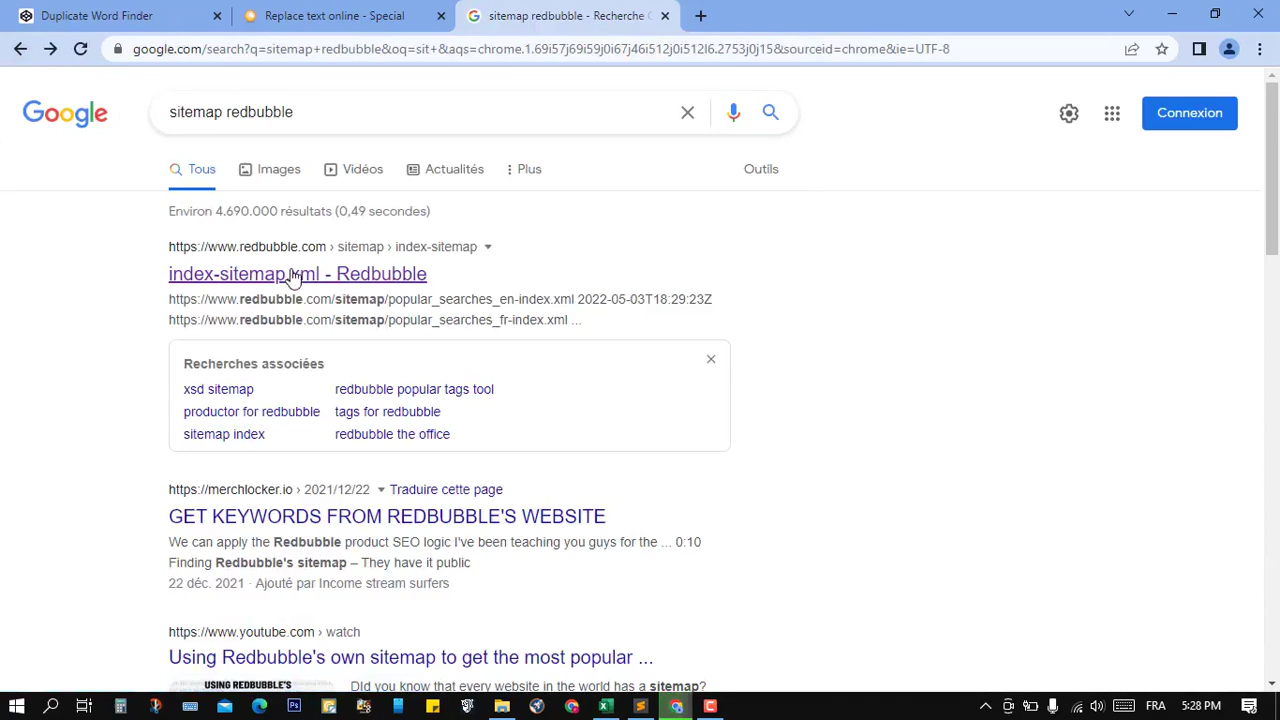 Duplicate Word Finder
Replace text online - Special
sitemap redbubble - Recherche G
google.com/search?q=sitemap+redbubble&oq=sit+&aqs=chrome.1.69i57j69i59j0i67j46i512j0i512l6.2753j0j15&sourceid=chrome&ie=UTF-8
Google
sitemap redbubble
Connexion
Tous
Images
Vidéos
Actualités
Plus
Outils
Environ 4.690.000 résultats (0,49 secondes)
https://www.redbubble.com › sitemap › index-sitemap
index-sitemap.xml - Redbubble
https://www.redbubble.com/sitemap/popular_searches_en-index.xml 2022-05-03T18:29:23Z
https://www.redbubble.com/sitemap/popular_searches_fr-index.xml ...
Recherches associées
xsd sitemap
redbubble popular tags tool
productor for redbubble
tags for redbubble
sitemap index
redbubble the office
https://merchlocker.io › 2021/12/22
Traduire cette page
GET KEYWORDS FROM REDBUBBLE'S WEBSITE
We can apply the Redbubble product SEO logic I've been teaching you guys for the ... 0:10
Finding Redbubble's sitemap – They have it public
22 déc. 2021 · Ajouté par Income stream surfers
https://www.youtube.com › watch
Using Redbubble's own sitemap to get the most popular ...
USING REDBUBBLE'S
Did you know that every website in the world has a sitemap?
FRA
5:28 PM